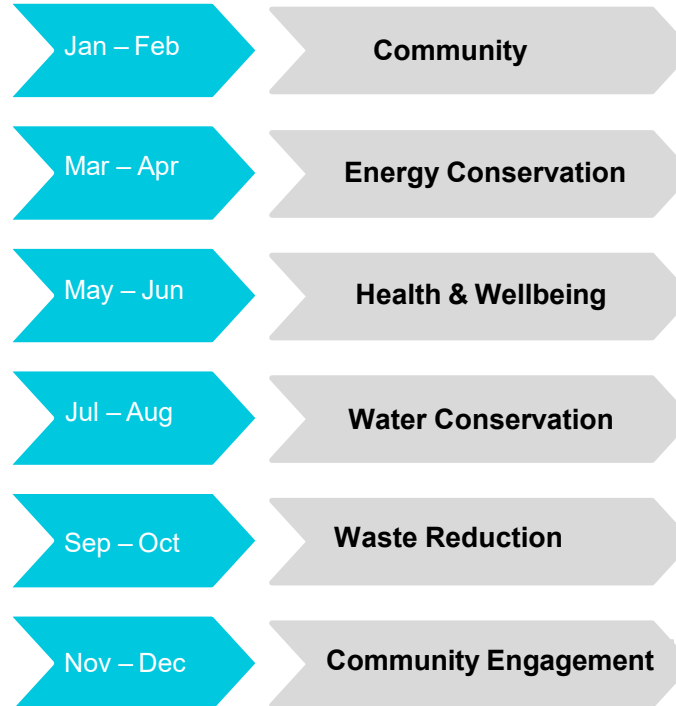 Jan – Feb
Community
Mar – Apr
Energy Conservation
May – Jun
Health & Wellbeing
Jul – Aug
Water Conservation
Sep – Oct
Waste Reduction
Nov – Dec
Community Engagement